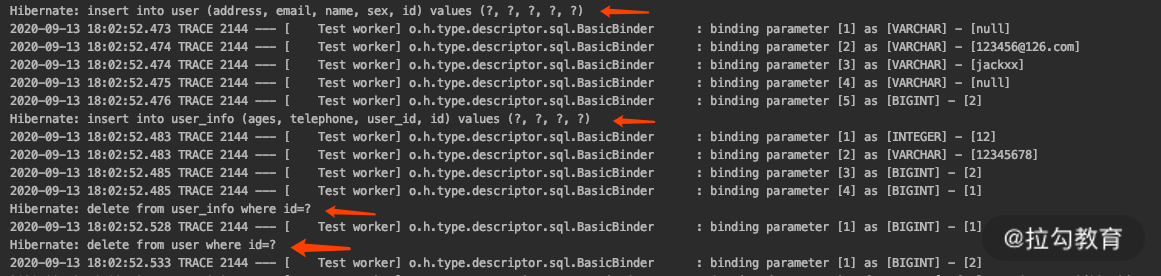 Hibernate: insert into user (address, email, name, sex, id) values (?, ?, ?, ?, ?)
2020-09-13 18:02:52.473 TRACE 2144 --- [    Test worker] o.h.type.descriptor.sql.BasicBinder      : binding parameter [1] as [VARCHAR] - [null]
2020-09-13 18:02:52.474 TRACE 2144 --- [    Test worker] o.h.type.descriptor.sql.BasicBinder      : binding parameter [2] as [VARCHAR] - [123456@126.com]
2020-09-13 18:02:52.474 TRACE 2144 --- [    Test worker] o.h.type.descriptor.sql.BasicBinder      : binding parameter [3] as [VARCHAR] - [jackxx]
2020-09-13 18:02:52.475 TRACE 2144 --- [    Test worker] o.h.type.descriptor.sql.BasicBinder      : binding parameter [4] as [VARCHAR] - [null]
2020-09-13 18:02:52.476 TRACE 2144 --- [    Test worker] o.h.type.descriptor.sql.BasicBinder      : binding parameter [5] as [BIGINT] - [2]
Hibernate: insert into user_info (ages, telephone, user_id, id) values (?, ?, ?, ?)
2020-09-13 18:02:52.483 TRACE 2144 --- [    Test worker] o.h.type.descriptor.sql.BasicBinder      : binding parameter [1] as [INTEGER] - [12]
2020-09-13 18:02:52.483 TRACE 2144 --- [    Test worker] o.h.type.descriptor.sql.BasicBinder      : binding parameter [2] as [VARCHAR] - [12345678]
2020-09-13 18:02:52.485 TRACE 2144 --- [    Test worker] o.h.type.descriptor.sql.BasicBinder      : binding parameter [3] as [BIGINT] - [2]
2020-09-13 18:02:52.485 TRACE 2144 --- [    Test worker] o.h.type.descriptor.sql.BasicBinder      : binding parameter [4] as [BIGINT] - [1]
Hibernate: delete from user_info where id=?
2020-09-13 18:02:52.528 TRACE 2144 --- [    Test worker] o.h.type.descriptor.sql.BasicBinder      : binding parameter [1] as [BIGINT] - [1]
Hibernate: delete from user where id=?
2020-09-13 18:02:52.533 TRACE 2144 --- [    Test worker] o.h.type.descriptor.sql.BasicBinder      : binding parameter [1] as [BIGINT] - [2]
@拉勾教育